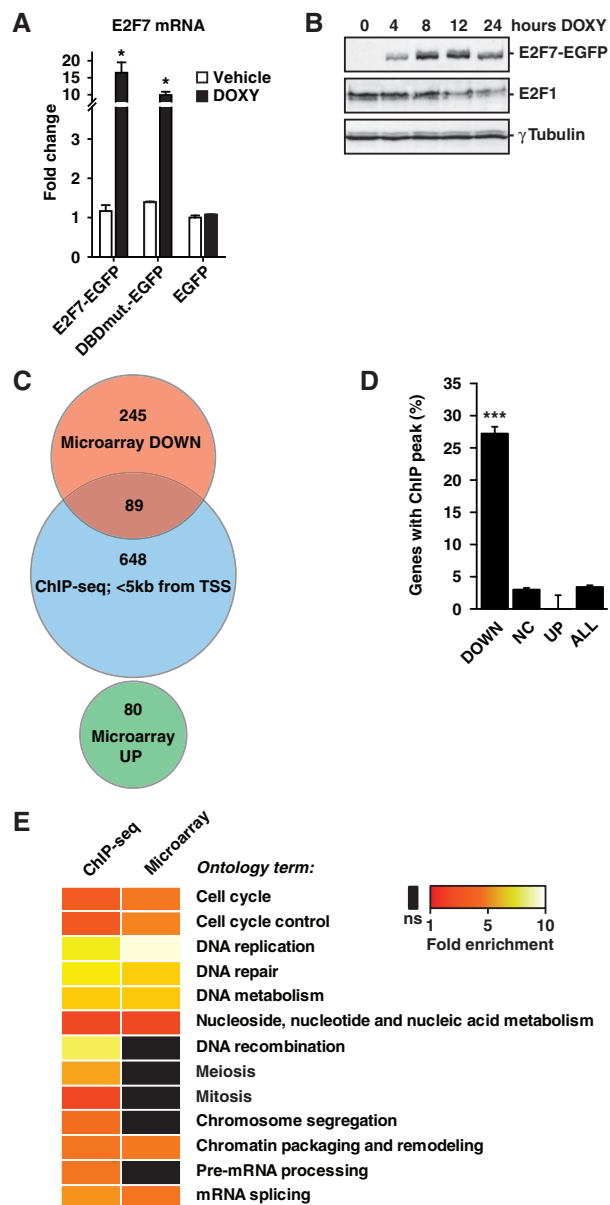 A
E2F7 mRNA
20
15
10
3
2
1
0
Fold change
*
*
Vehicle
DOXY
E2F7-EGFP
DBDmut.-EGFP
EGFP
B
0 4 8 12 24 hours DOXY
E2F7-EGFP
E2F1
γTubulin
C
245
Microarray DOWN
89
648
ChIP-seq; <5kb from TSS
80
Microarray
UP
D
Genes with ChIP peak (%)
35
30
25
20
15
10
5
0
***
DOWN
NC
UP
ALL
E
ChIP-seq
Microarray
Ontology term:
Cell cycle
Cell cycle control
DNA replication
DNA repair
DNA metabolism
Nucleoside, nucleotide and nucleic acid metabolism
DNA recombination
Meiosis
Mitosis
Chromosome segregation
Chromatin packaging and remodeling
Pre-mRNA processing
mRNA splicing
ns
1 5 10
Fold enrichment